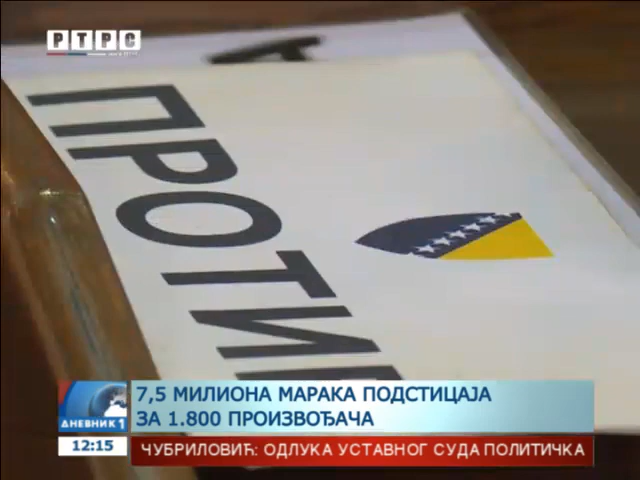 РТРС
ПРОТИВ
7,5 МИЛИОНА МАРАКА ПОДСТИЦАЈА
ЗА 1.800 ПРОИЗВОЂАЧА
ДНЕВНИК 1
12:15
ЧУБРИЛОВИЋ: ОДЛУКА УСТАВНОГ СУДА ПОЛИТИЧКА